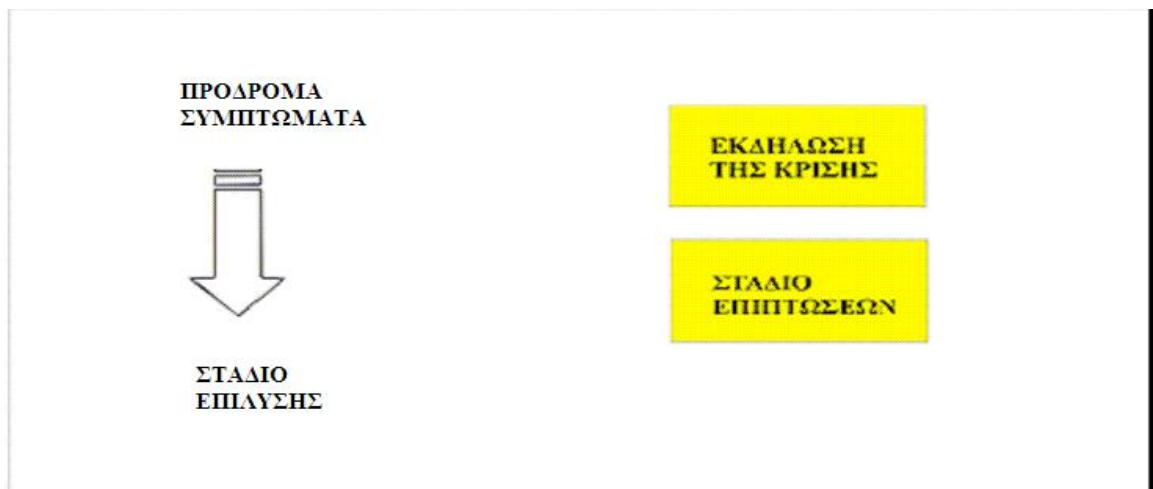 ΠΡΟΔΡΟΜΑ
ΣΥΜΠΤΩΜΑΤΑ
ΣΤΑΔΙΟ
ΕΠΙΛΥΣΗΣ
ΕΚΔΗΛΩΣΗ
ΤΗΣ ΚΡΙΣΗΣ
ΣΤΑΔΙΟ
ΕΠΙΠΤΩΣΕΩΝ